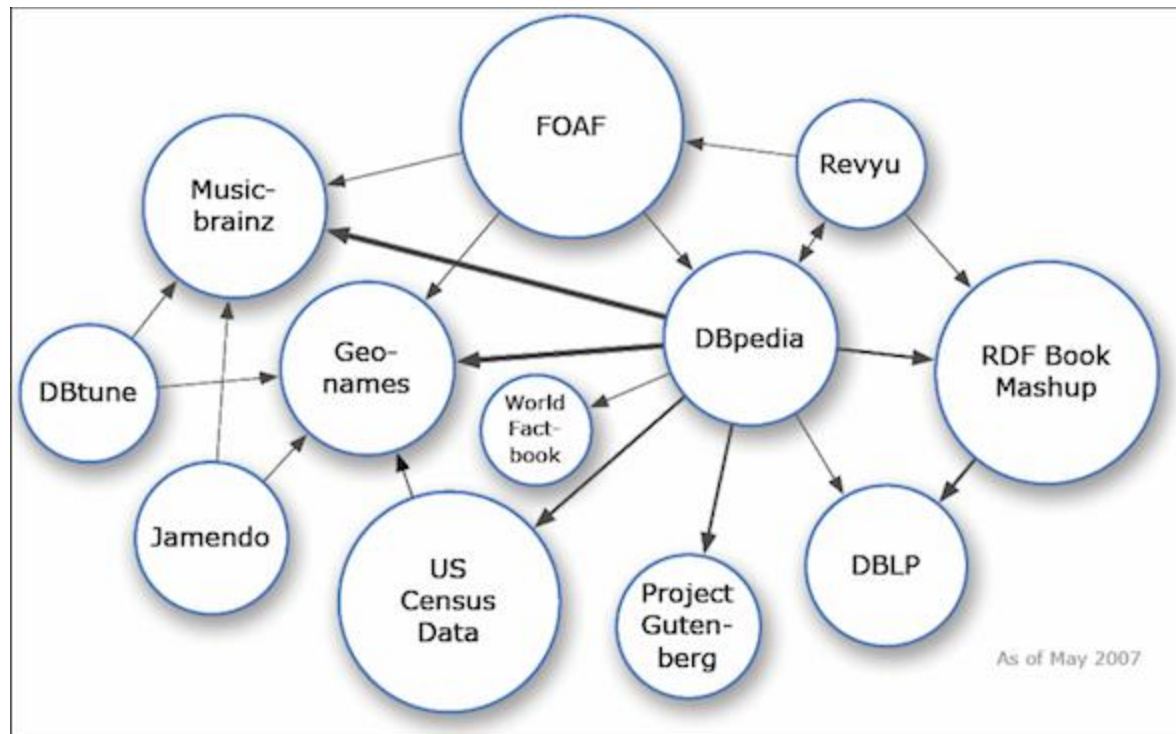 FOAF
Revyu
Music-
brainz
DBpedia
Geo-
names
RDF Book
Mashup
DBtune
World
Fact-
book
Jamendo
US
Census
Data
Project
Guten-
berg
DBLP
As of May 2007